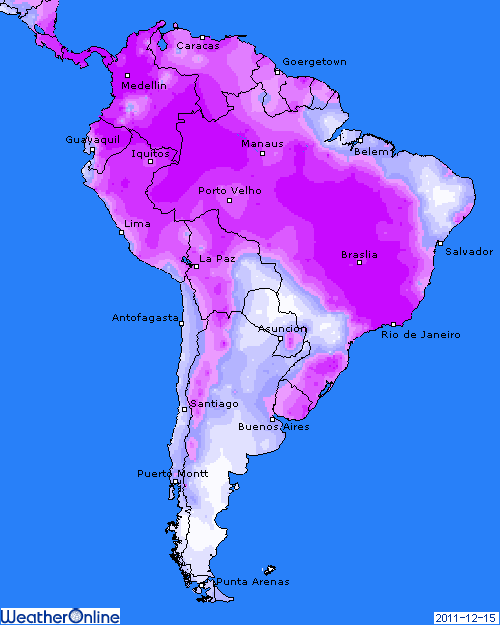 Caracas
Goergetown
Medellin
Guayaquil
Iquitos
Manaus
Belem
Porto Velho
Lima
Salvador
La Paz
Braslia
Antofagasta
Asuncion
Rio de Janeiro
Santiago
Buenos Aires
Puerto Montt
Punta Arenas
WeatherOnline
2011-12-15